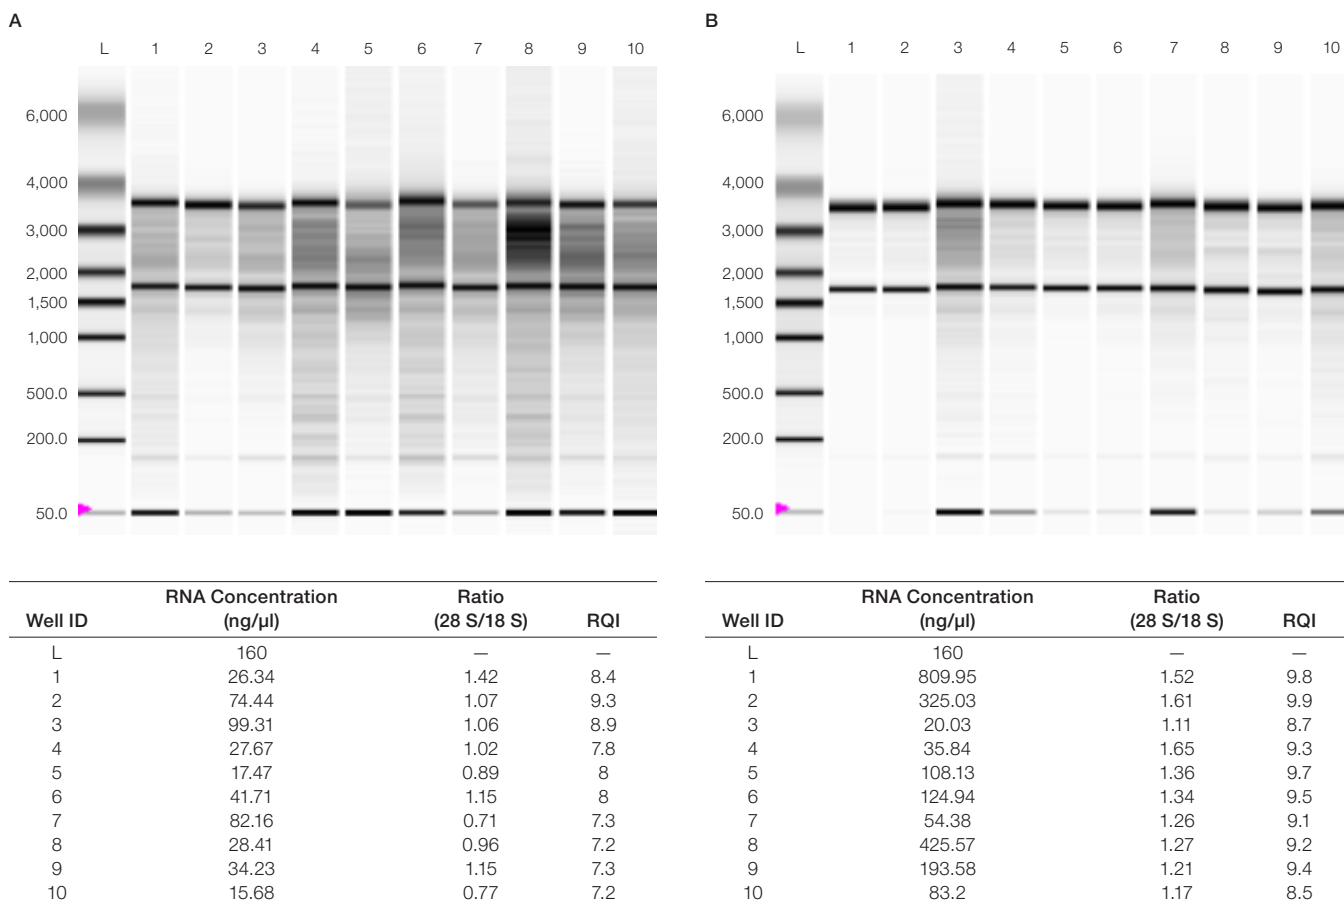 A
L 1 2 3 4 5 6 7 8 9 10
6,000
4,000
3,000
2,000
1,500
1,000
500.0
200.0
50.0
RNA Concentration Ratio
Well ID (ng/µl) (28 S/18 S) RQI
L 160 — —
1 26.34 1.42 8.4
2 74.44 1.07 9.3
3 99.31 1.06 8.9
4 27.67 1.02 7.8
5 17.47 0.89 8
6 41.71 1.15 8
7 82.16 0.71 7.3
8 28.41 0.96 7.2
9 34.23 1.15 7.3
10 15.68 0.77 7.2
B
L 1 2 3 4 5 6 7 8 9 10
6,000
4,000
3,000
2,000
1,500
1,000
500.0
200.0
50.0
RNA Concentration Ratio
Well ID (ng/µl) (28 S/18 S) RQI
L 160 — —
1 809.95 1.52 9.8
2 325.03 1.61 9.9
3 20.03 1.11 8.7
4 35.84 1.65 9.3
5 108.13 1.36 9.7
6 124.94 1.34 9.5
7 54.38 1.26 9.1
8 425.57 1.27 9.2
9 193.58 1.21 9.4
10 83.2 1.17 8.5